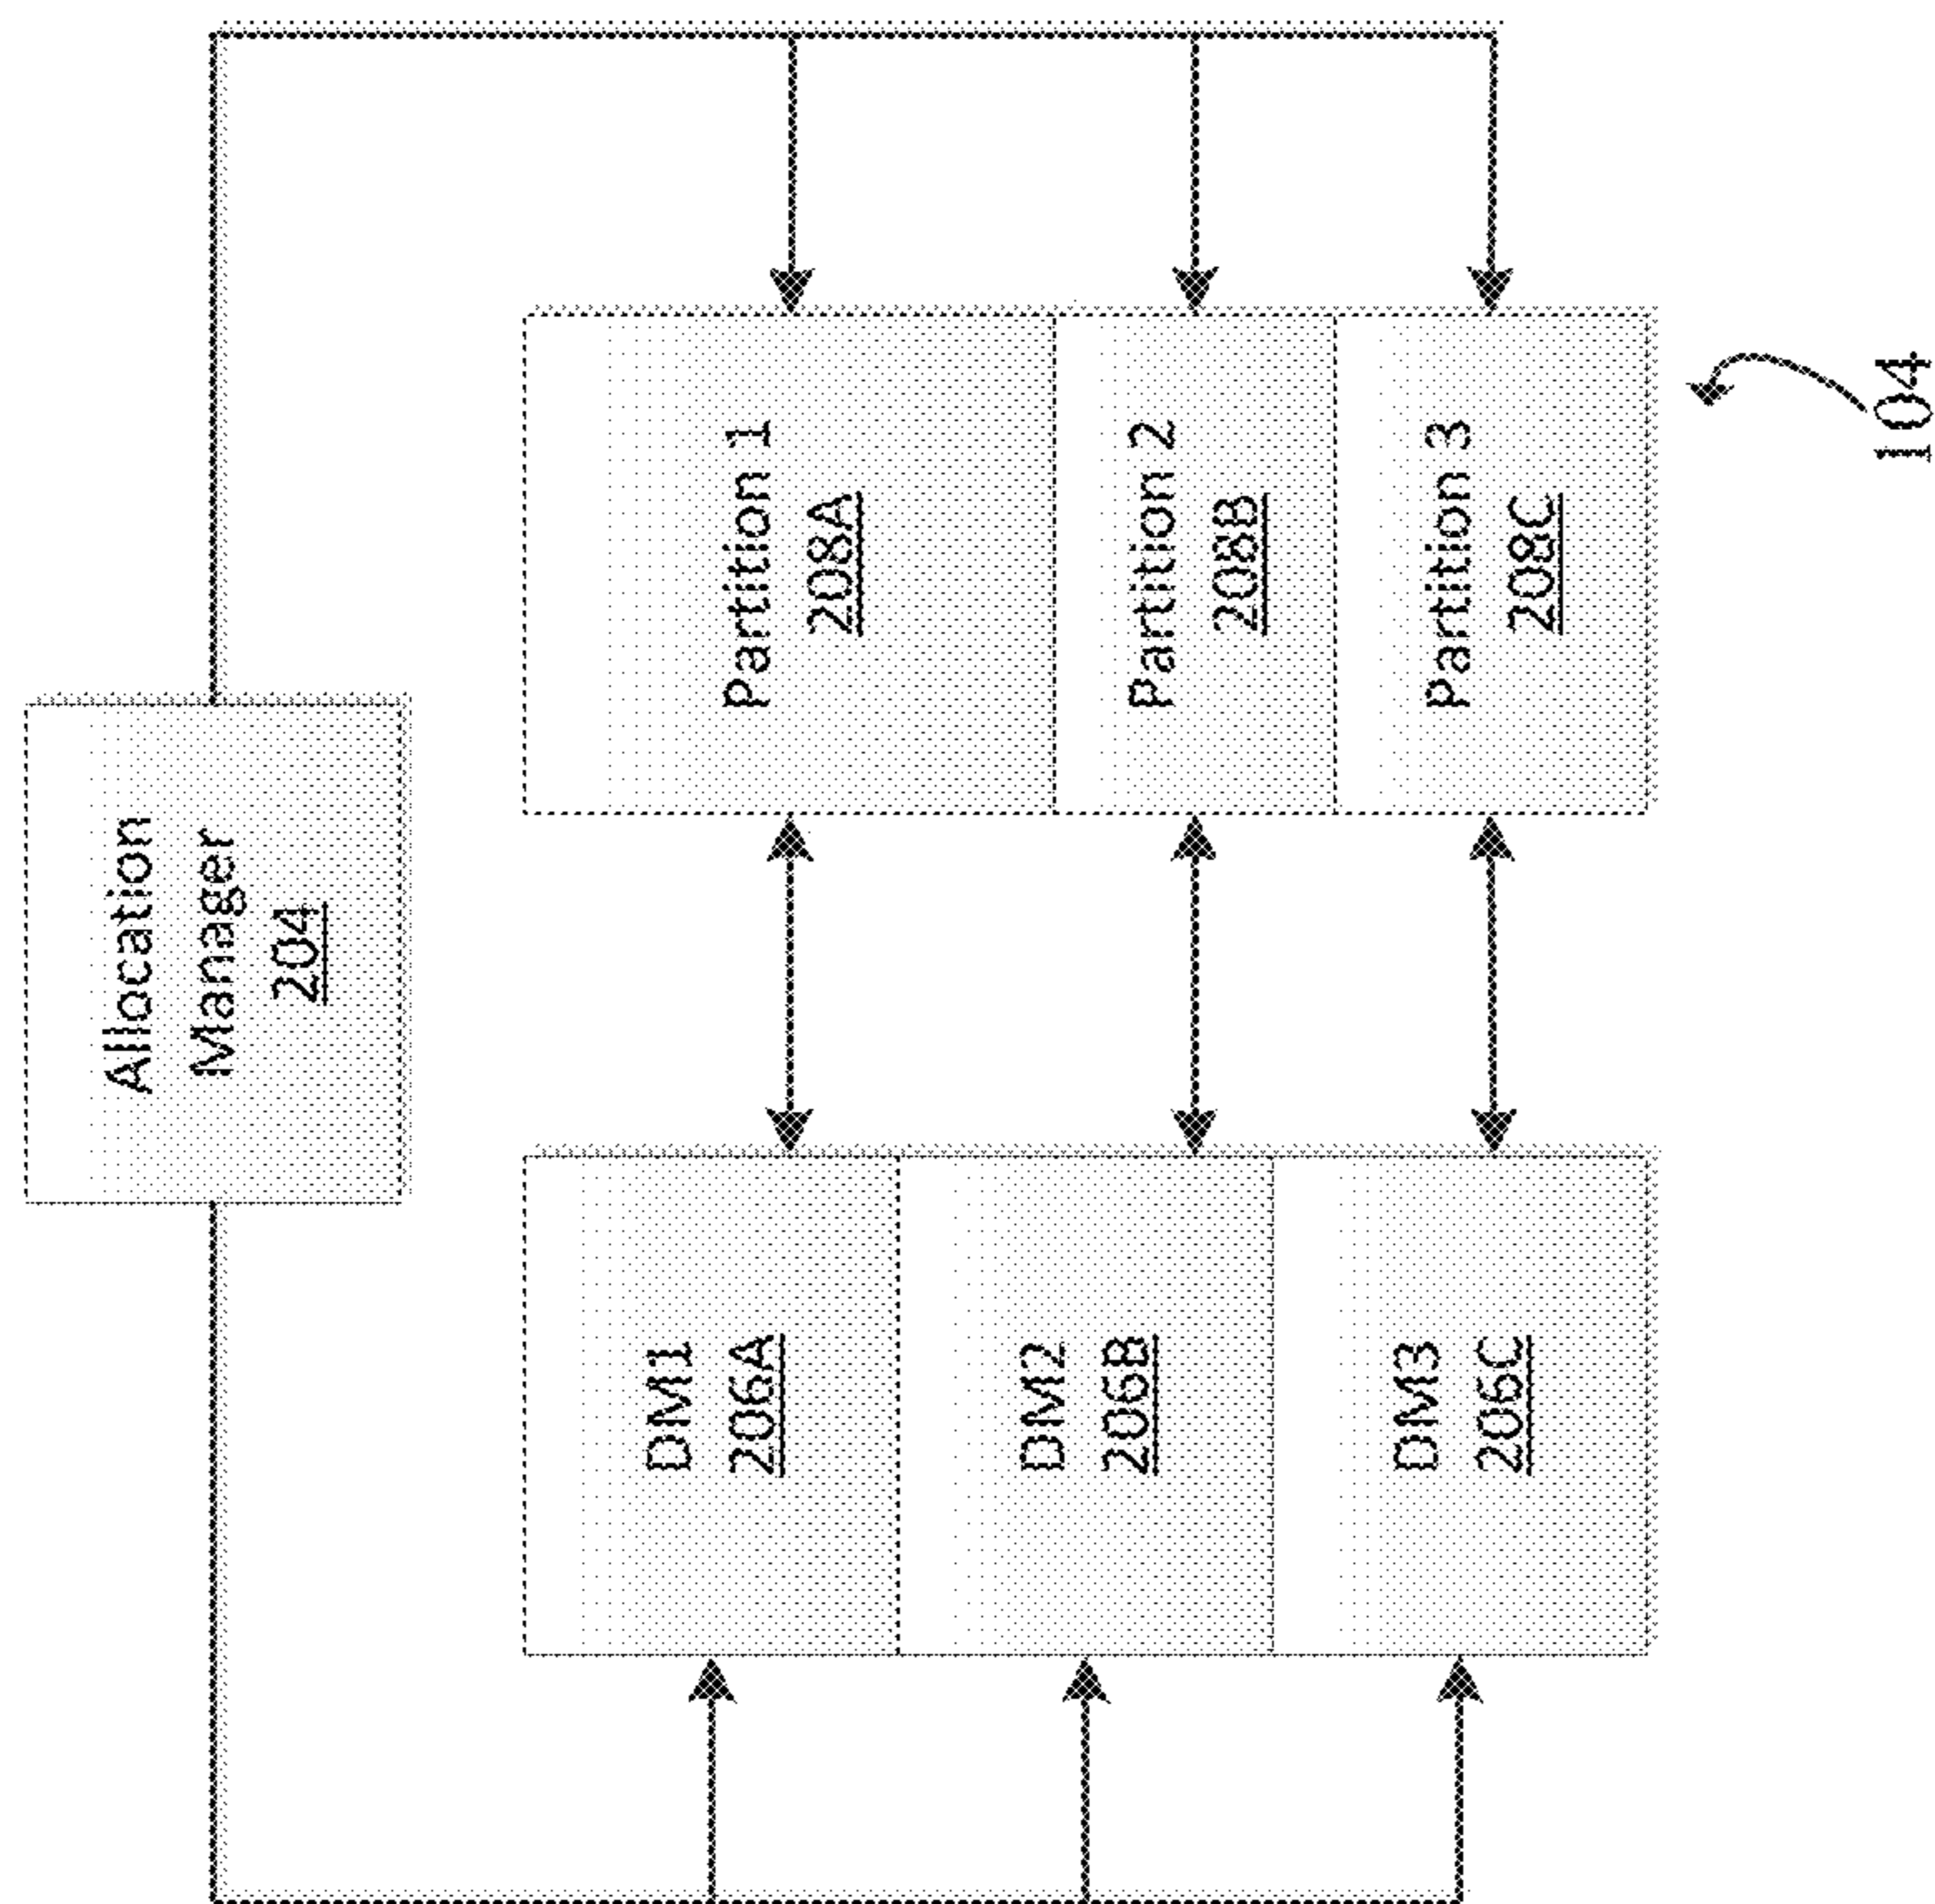 Allocation
Manager
204
DM1
206A
DM2
206B
DM3
206C
Partition 1
208A
Partition 2
208B
Partition 3
208C
104